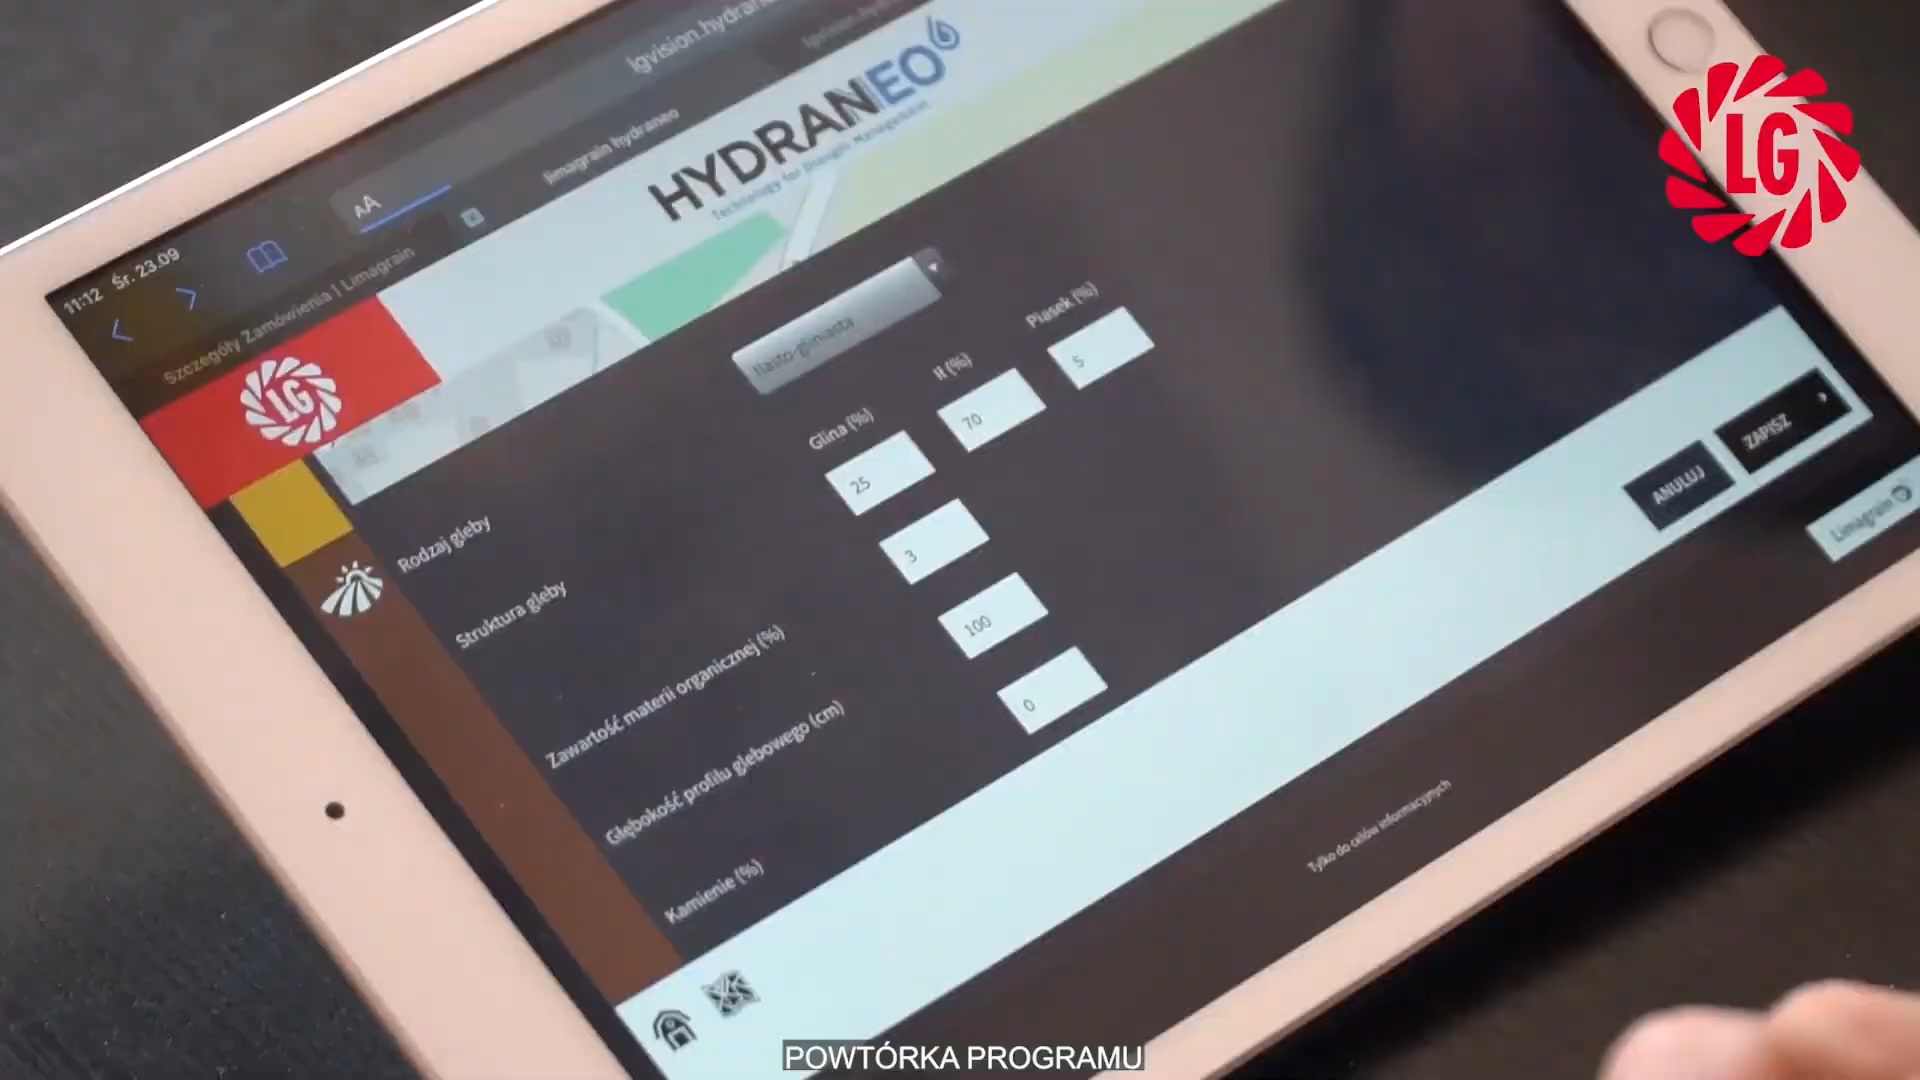 lgvision.hydrane
11:12 Śr. 23.09
AA
limagrain hydraneo
Szczegóły Zamówienia | Limagrain
LG
HYDRANEO
Technology for Drought Management
LG
Rodzaj gleby
ilasto-gliniasta
Struktura gleby
Glina (%) Ił (%) Piasek (%)
25 70 5
Zawartość materii organicznej (%)
3
Głębokość profilu glebowego (cm)
100
Kamienie (%)
0
ANULUJ
ZAPISZ
Limagrain
Tylko do celów informacyjnych
POWTÓRKA PROGRAMU